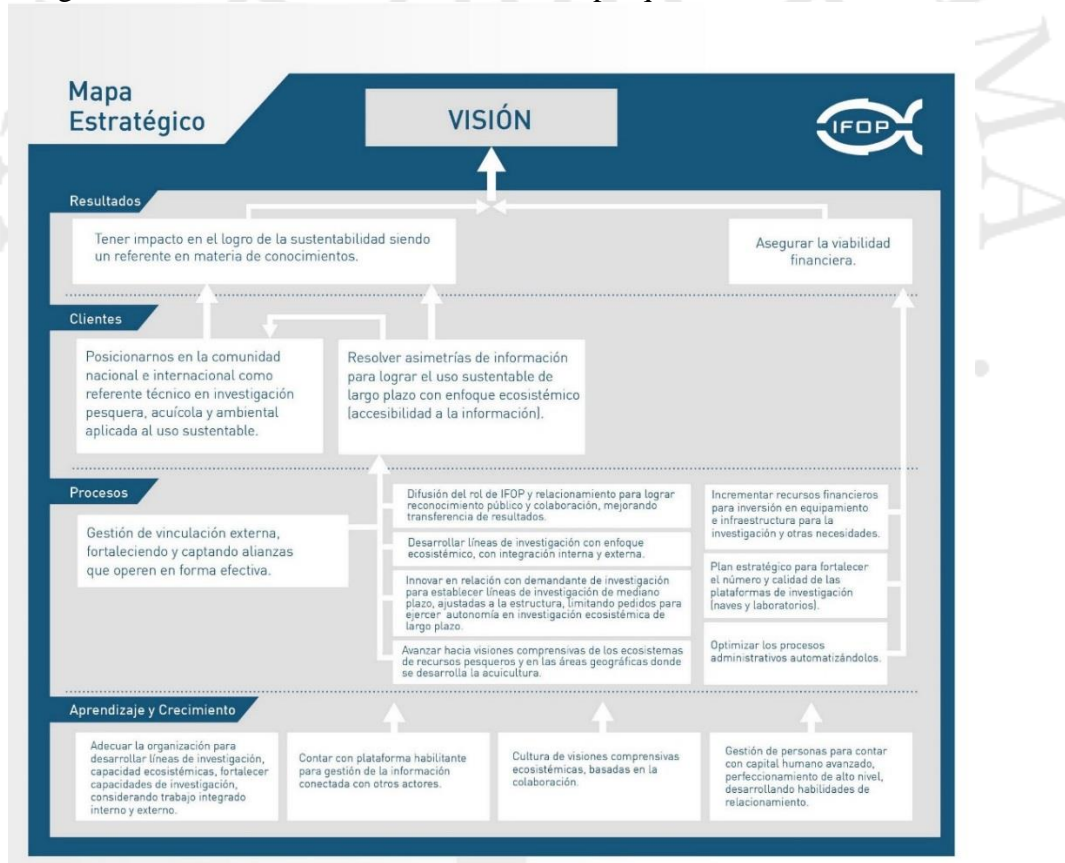 Mapa
Estratégico
VISIÓN
IFOP
Resultados
Tener impacto en el logro de la sustentabilidad siendo
un referente en materia de conocimientos.
Asegurar la viabilidad
financiera.
Clientes
Posicionarnos en la comunidad
nacional e internacional como
referente técnico en investigación
pesquera, acuícola y ambiental
aplicada al uso sustentable.
Resolver asimetrías de información
para lograr el uso sustentable de
largo plazo con enfoque ecosistémico
(accesibilidad a la información).
Procesos
Gestión de vinculación externa,
fortaleciendo y captando alianzas
que operen en forma efectiva.
Difusión del rol de IFOP y relacionamiento para lograr
reconocimiento público y colaboración, mejorando
transferencia de resultados.
Desarrollar líneas de investigación con enfoque
ecosistémico, con integración interna y externa.
Innovar en relación con demandante de investigación
para establecer líneas de investigación de mediano
plazo, ajustadas a la estructura, limitando pedidos para
ejercer autonomía en investigación ecosistémica de
largo plazo.
Avanzar hacia visiones comprensivas de los ecosistemas
de recursos pesqueros y en las áreas geográficas donde
se desarrolla la acuicultura.
Incrementar recursos financieros
para inversión en equipamiento
e infraestructura para la
investigación y otras necesidades.
Plan estratégico para fortalecer
el número y calidad de las
plataformas de investigación
(naves y laboratorios).
Optimizar los procesos
administrativos automatizándolos.
Aprendizaje y Crecimiento
Adecuar la organización para
desarrollar líneas de investigación,
capacidad ecosistémicas, fortalecer
capacidades de investigación,
considerando trabajo integrado
interno y externo.
Contar con plataforma habilitante
para gestión de la información
conectada con otros actores.
Cultura de visiones comprensivas
ecosistémicas, basadas en la
colaboración.
Gestión de personas para contar
con capital humano avanzado,
perfeccionamiento de alto nivel,
desarrollando habilidades de
relacionamiento.
MA